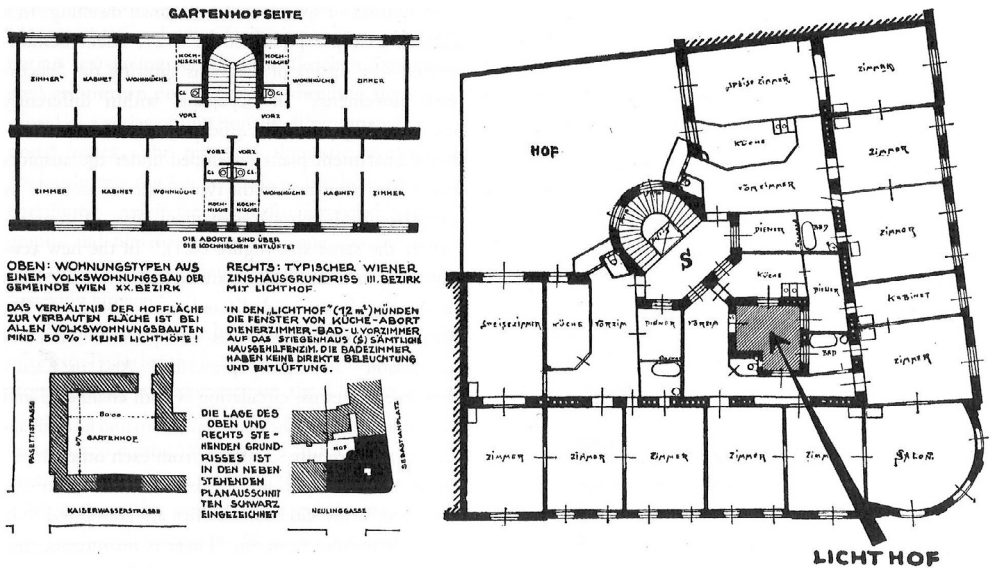 GARTENHOFSEITE
KOCH-
NISCHE
KOCH-
NISCHE
ZIMMER
KABINET
WOHNKÜCHE
WOHNKÜCHE
ZIMMER
CL
CL
VORZ
VORZ
VORZ
VORZ
CL
CL
ZIMMER
KABINET
WOHNKÜCHE
WOHNKÜCHE
KABINET
ZIMMER
KOCH
NISCHE
KOCH
NISCHE
DIE ABORTE SIND ÜBER
DIE KOCHNISCHEN ENTLÜFTET
OBEN: WOHNUNGSTYPEN AUS
EINEM VOLKSWOHNUNGSBAU DER
GEMEINDE WIEN XX. BEZIRK
DAS VERHÄLTNIS DER HOFFLÄCHE
ZUR VERBAUTEN FLÄCHE IST BEI
ALLEN VOLKSWOHNUNGSBAUTEN
MIND. 50 % - KEINE LICHTHÖFE!
RECHTS: TYPISCHER WIENER
ZINSHAUSGRUNDRISS III. BEZIRK
MIT LICHTHOF.
IN DEN „LICHTHOF" (12 m²) MÜNDEN
DIE FENSTER VON KÜCHE-ABORT
DIENERZIMMER-BAD-U.VORZIMMER,
AUF DAS STIEGENHAUS (S) SÄMTLICHE
HAUSGEHILFENZIM. DIE BADEZIMMER
HABEN KEINE DIREKTE BELEUCHTUNG
UND ENTLÜFTUNG.
PASETTISTRASSE
80.00
GARTENHOF
KAISERWASSERSTRASSE
DIE LAGE DES
OBEN UND
RECHTS STE-
HENDEN GRUND-
RISSES IST
IN DEN NEBEN-
STEHENDEN
PLANAUSSCHNIT
TEN SCHWARZ
EINGEZEICHNET
HOF
SEBASTIANPLATZ
NEULINGGASSE
HOF
SPEISEZIMMER
ZIMMER
KÜCHE
ZIMMER
VORZIMMER
DIENER
BAD
ZIMMER
S
KÜCHE
DIENER
KABINET
SPEISEZIMMER
KÜCHE
VORZIM
DIENER
VORZIM
BAD
ZIMMER
ZIMMER
ZIMMER
ZIMMER
ZIMMER
ZIMM
SALON
LICHTHOF